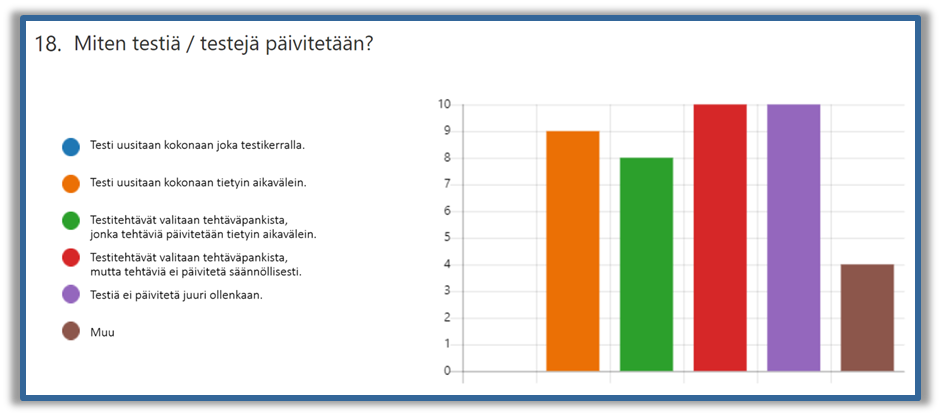 18. Miten testiä / testejä päivitetään?
Testi uusitaan kokonaan joka testikerralla.
Testi uusitaan kokonaan tietyin aikavälein.
Testitehtävät valitaan tehtäväpankista,
jonka tehtäviä päivitetään tietyin aikavälein.
Testitehtävät valitaan tehtäväpankista,
mutta tehtäviä ei päivitetä säännöllisesti.
Testiä ei päivitetä juuri ollenkaan.
Muu
10
9
8
7
6
5
4
3
2
1
0